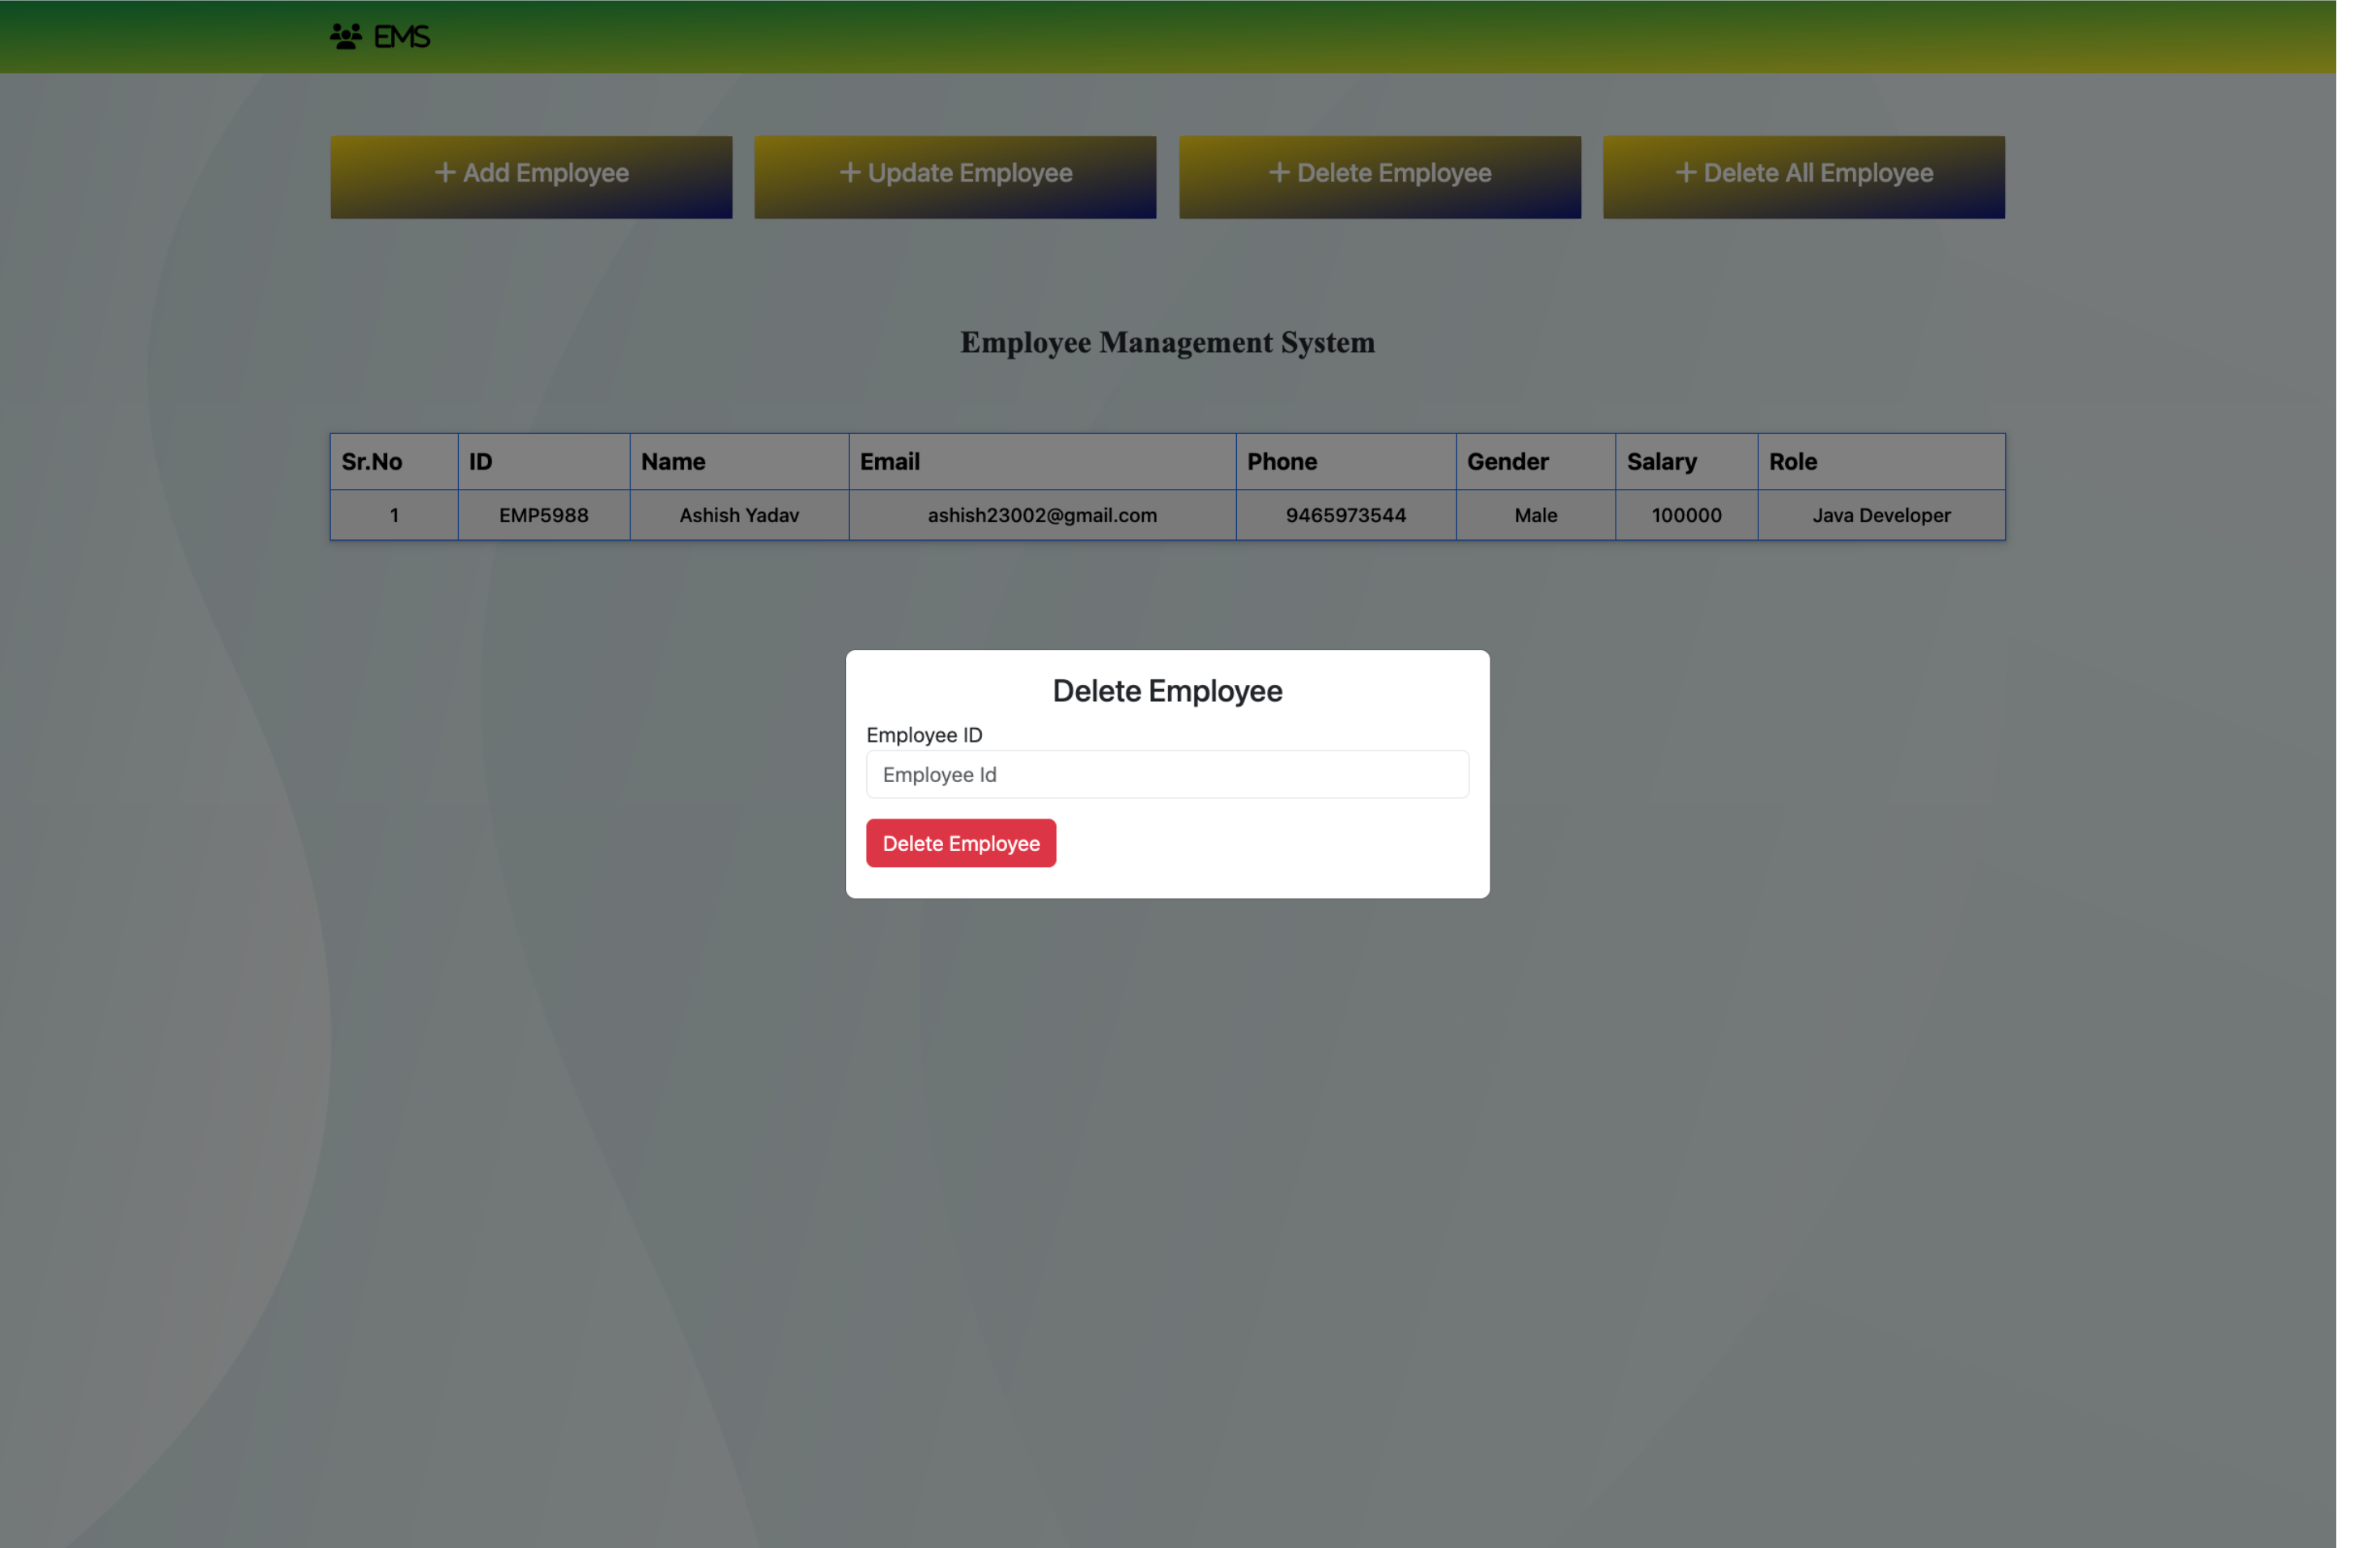 EMS
+ Add Employee
+ Update Employee
+ Delete Employee
+ Delete All Employee
Employee Management System
Sr.No ID Name Email Phone Gender Salary Role
1 EMP5988 Ashish Yadav ashish23002@gmail.com 9465973544 Male 100000 Java Developer
Delete Employee
Employee ID
Employee Id
Delete Employee